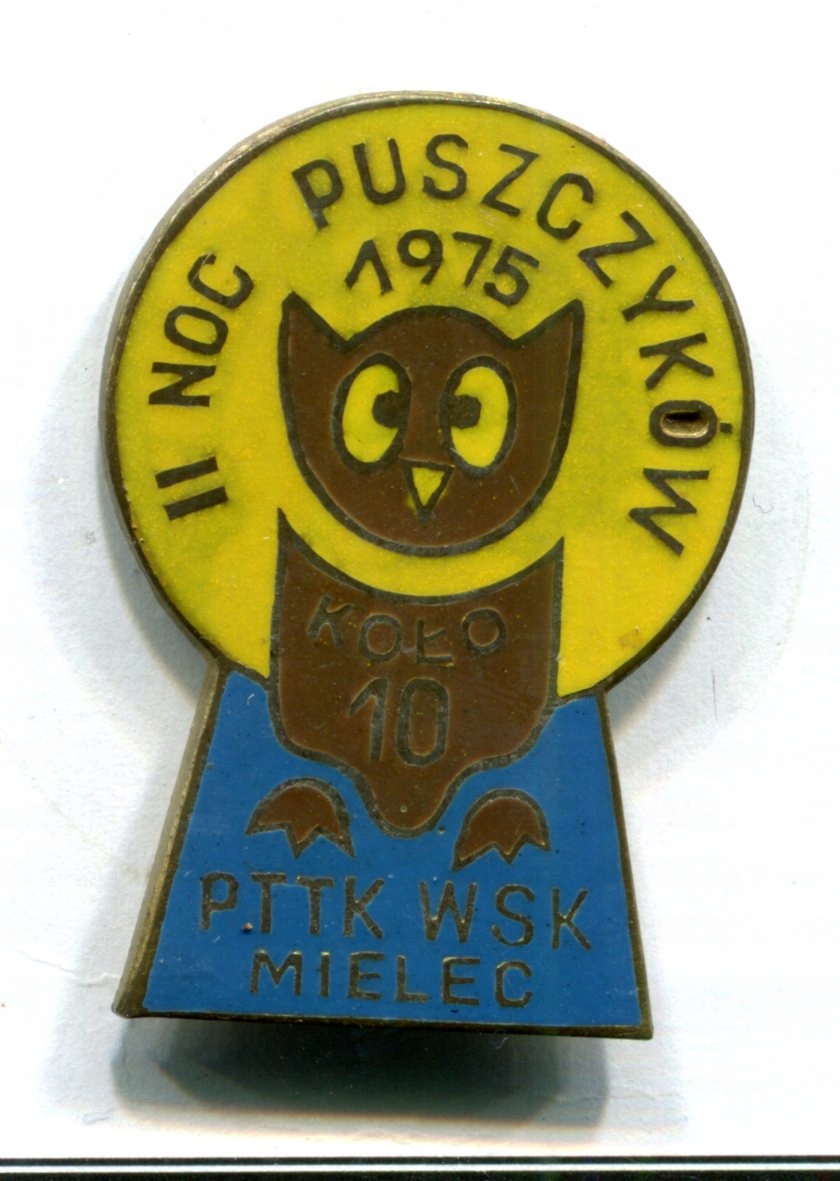 II NOC PUSZCZYKÓW
1975
KOŁO
10
PTTK WSK
MIELEC